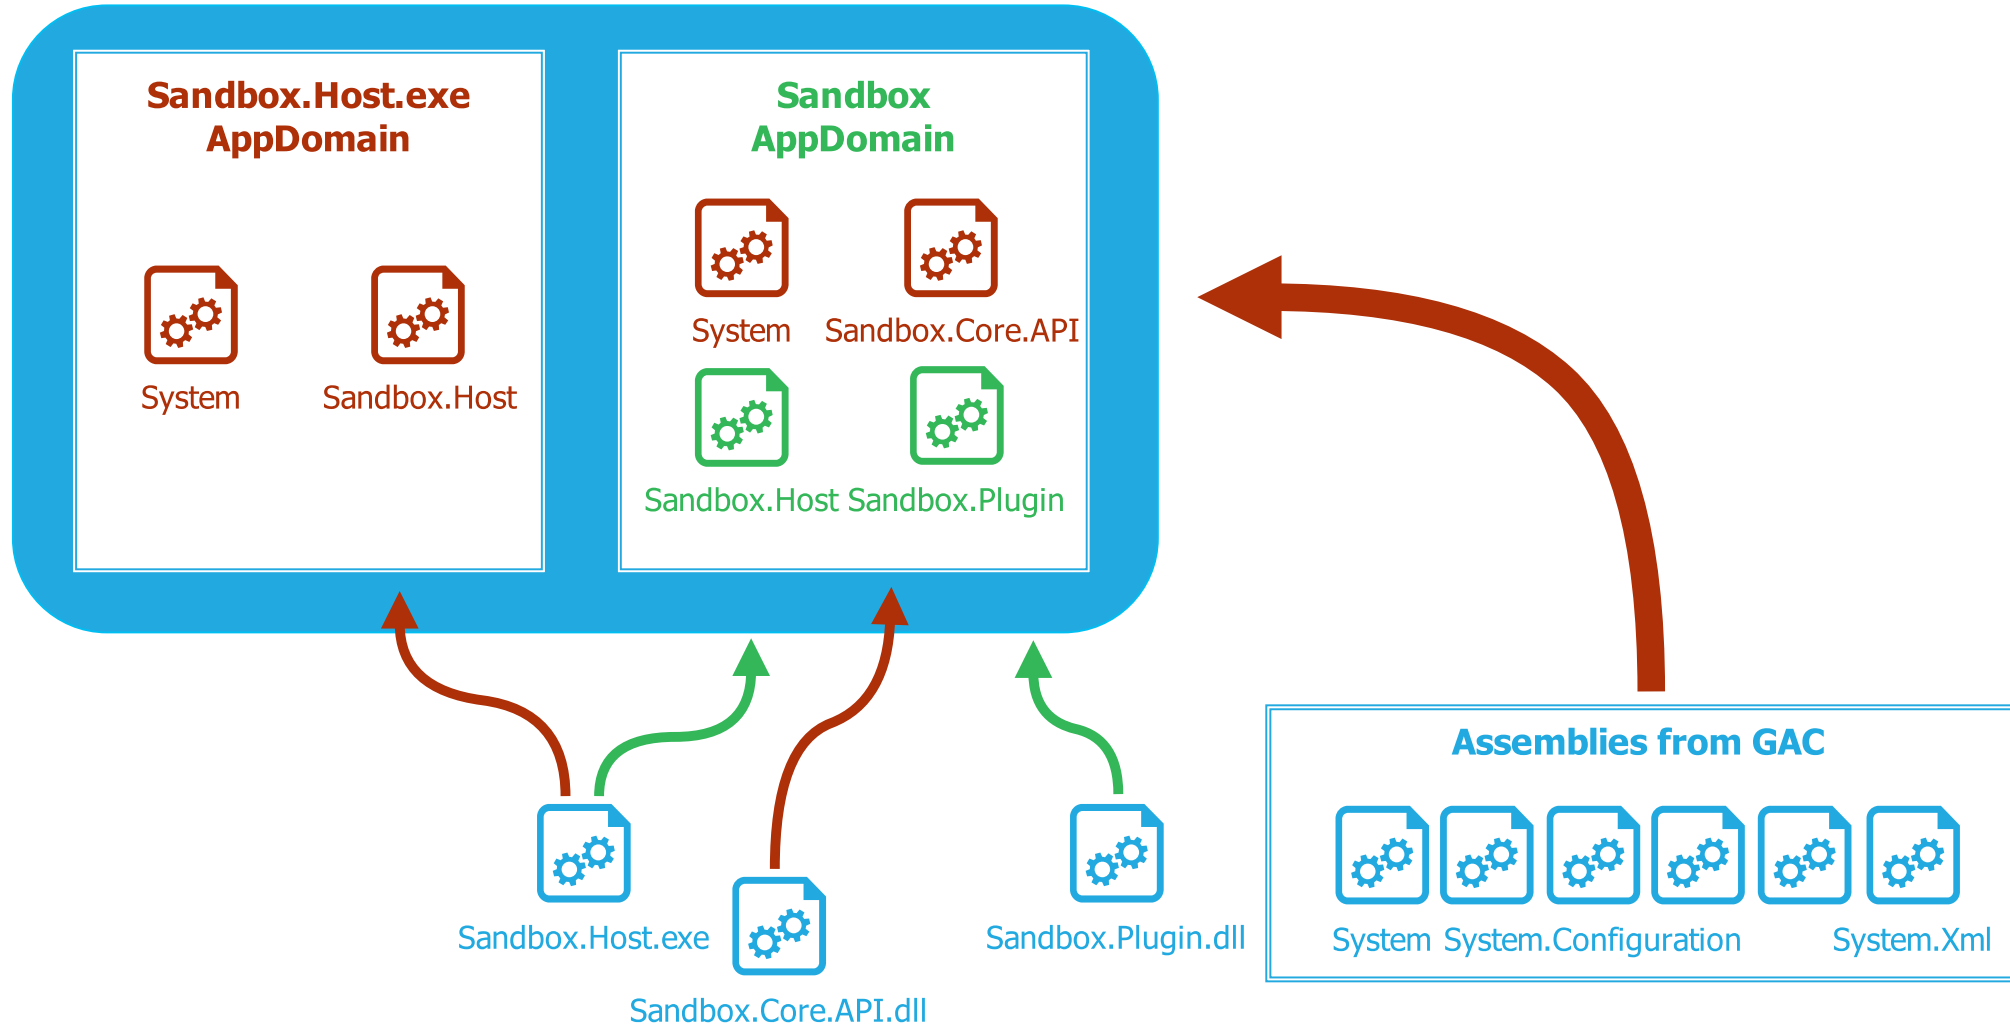 Sandbox.Host.exe
AppDomain
System
Sandbox.Host
Sandbox
AppDomain
System
Sandbox.Core.API
Sandbox.Host
Sandbox.Plugin
Sandbox.Host.exe
Sandbox.Core.API.dll
Sandbox.Plugin.dll
Assemblies from GAC
System
System.Configuration
System.Xml